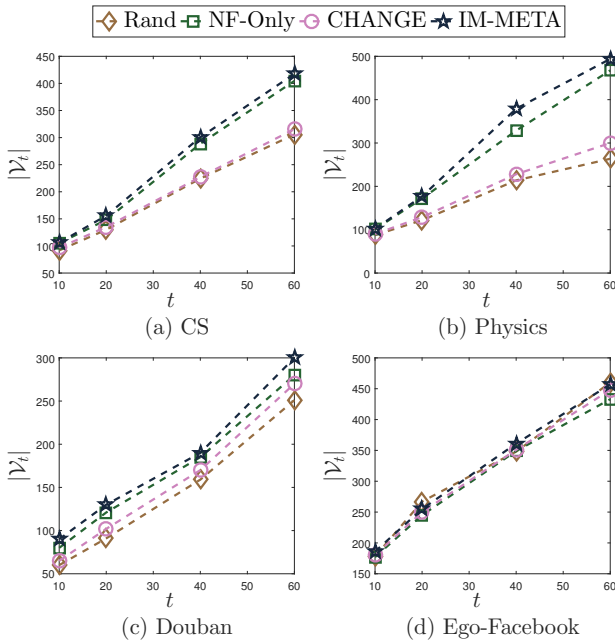 Rand NF-Only CHANGE IM-META
450
400
350
300
250
200
150
100
50
|𝒱ₜ|
10 20 30 40 50 60
t
(a) CS
500
400
300
200
100
0
|𝒱ₜ|
10 20 30 40 50 60
t
(b) Physics
300
250
200
150
100
50
|𝒱ₜ|
10 20 30 40 50 60
t
(c) Douban
500
450
400
350
300
250
200
150
|𝒱ₜ|
10 20 30 40 50 60
t
(d) Ego-Facebook